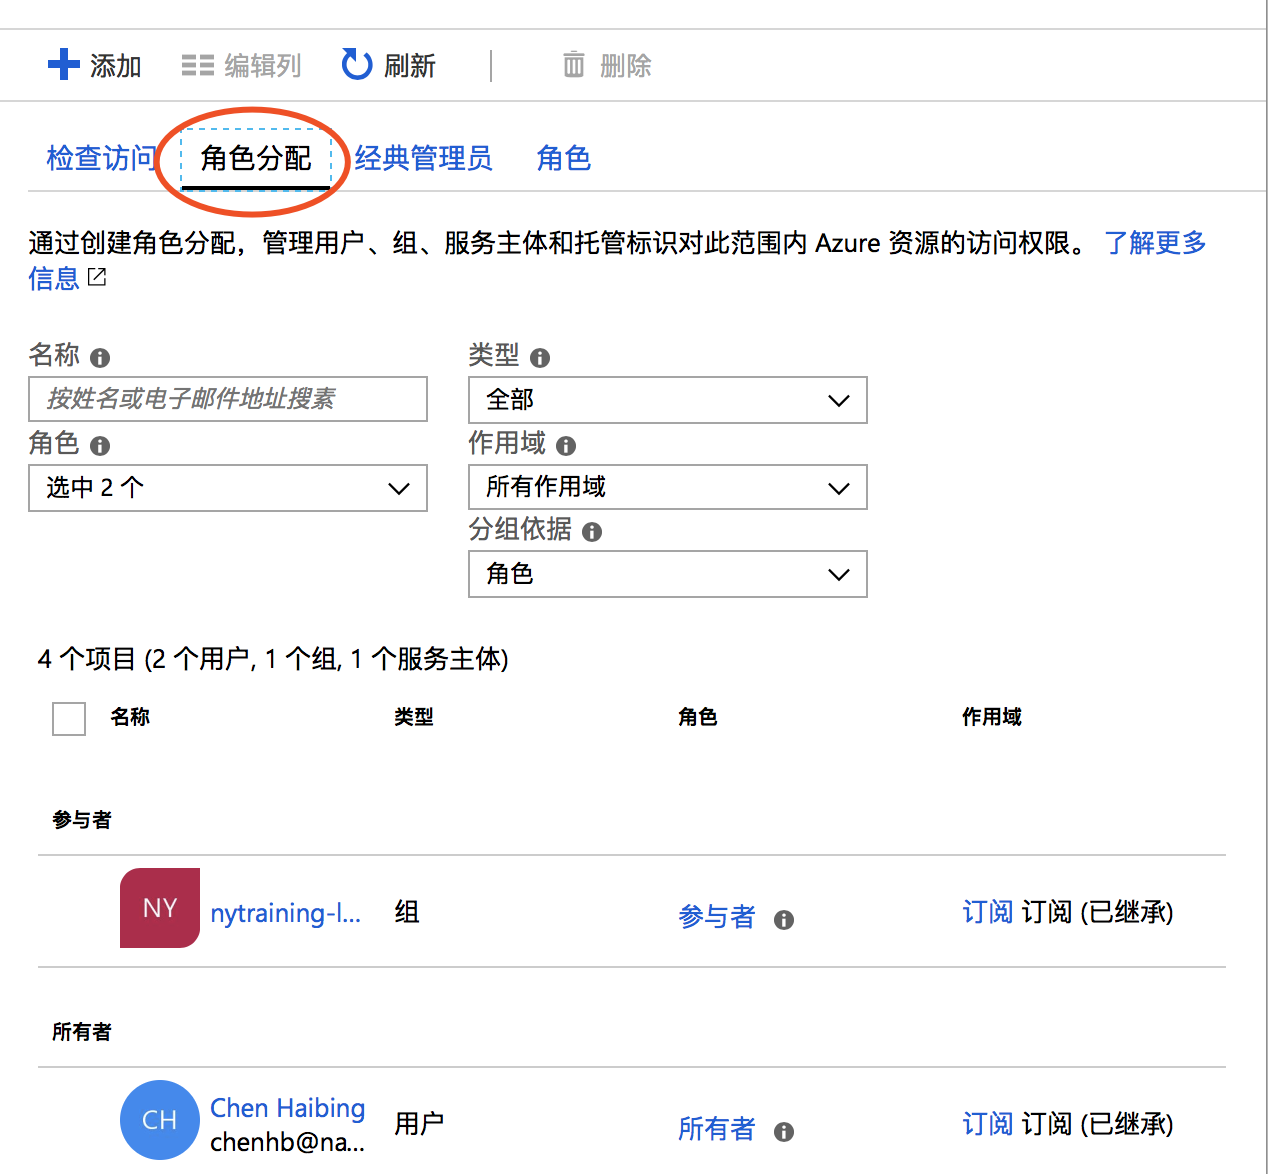 添加 编辑列 刷新 删除
检查访问 角色分配 经典管理员 角色
通过创建角色分配，管理用户、组、服务主体和托管标识对此范围内 Azure 资源的访问权限。 了解更多
信息
名称 类型
按姓名或电子邮件地址搜素 全部
角色 作用域
选中 2 个 所有作用域
分组依据
角色
4 个项目 (2 个用户, 1 个组, 1 个服务主体)
名称 类型 角色 作用域
参与者
NY nytraining-l... 组 参与者 订阅 订阅 (已继承)
所有者
CH Chen Haibing 用户 所有者 订阅 订阅 (已继承)
chenhb@na...